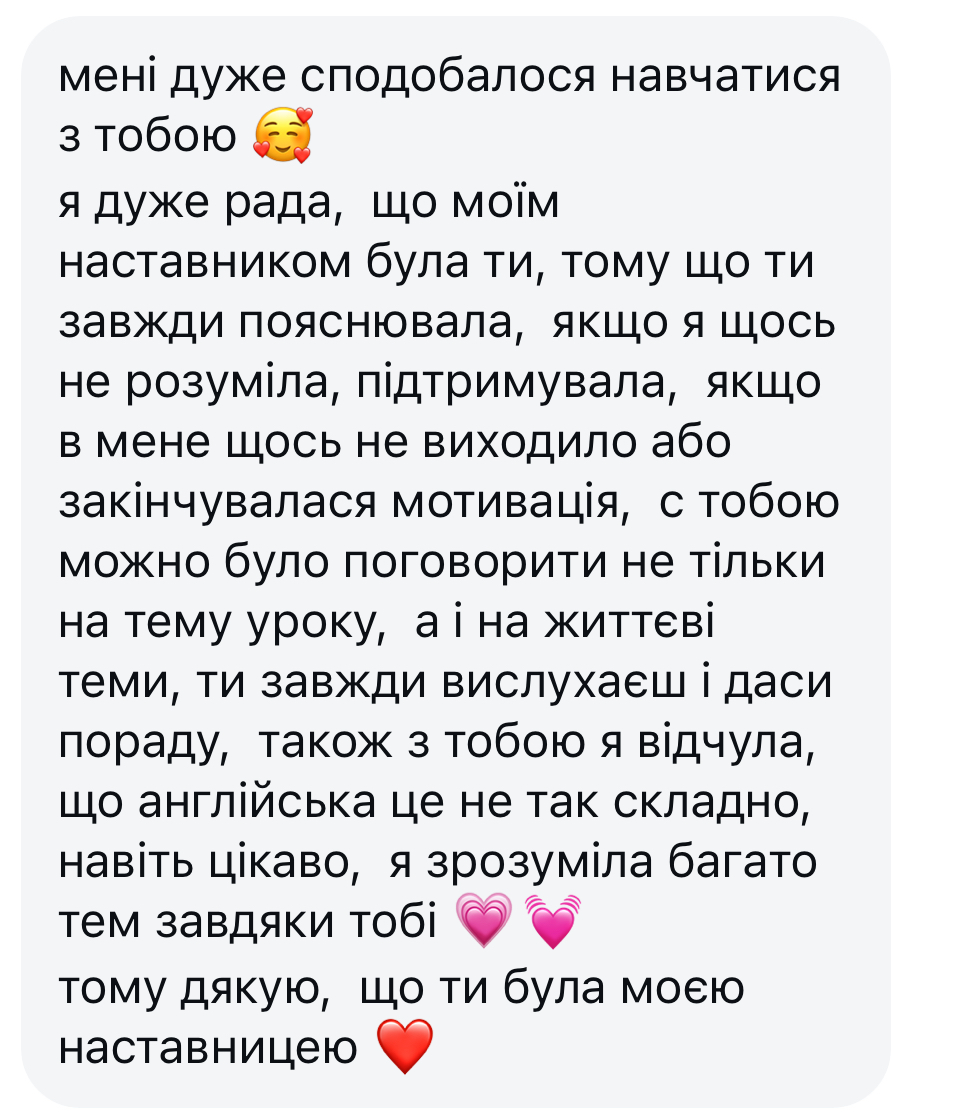 мені дуже сподобалося навчатися
з тобою 🥰
я дуже рада,  що моїм
наставником була ти, тому що ти
завжди пояснювала,  якщо я щось
не розуміла, підтримувала,  якщо
в мене щось не виходило або
закінчувалася мотивація,  с тобою
можно було поговорити не тільки
на тему уроку,  а і на життєві
теми, ти завжди вислухаєш і даси
пораду,  також з тобою я відчула,
що англійська це не так складно,
навіть цікаво,  я зрозуміла багато
тем завдяки тобі 💗💓
тому дякую,  що ти була моєю
наставницею ❤️